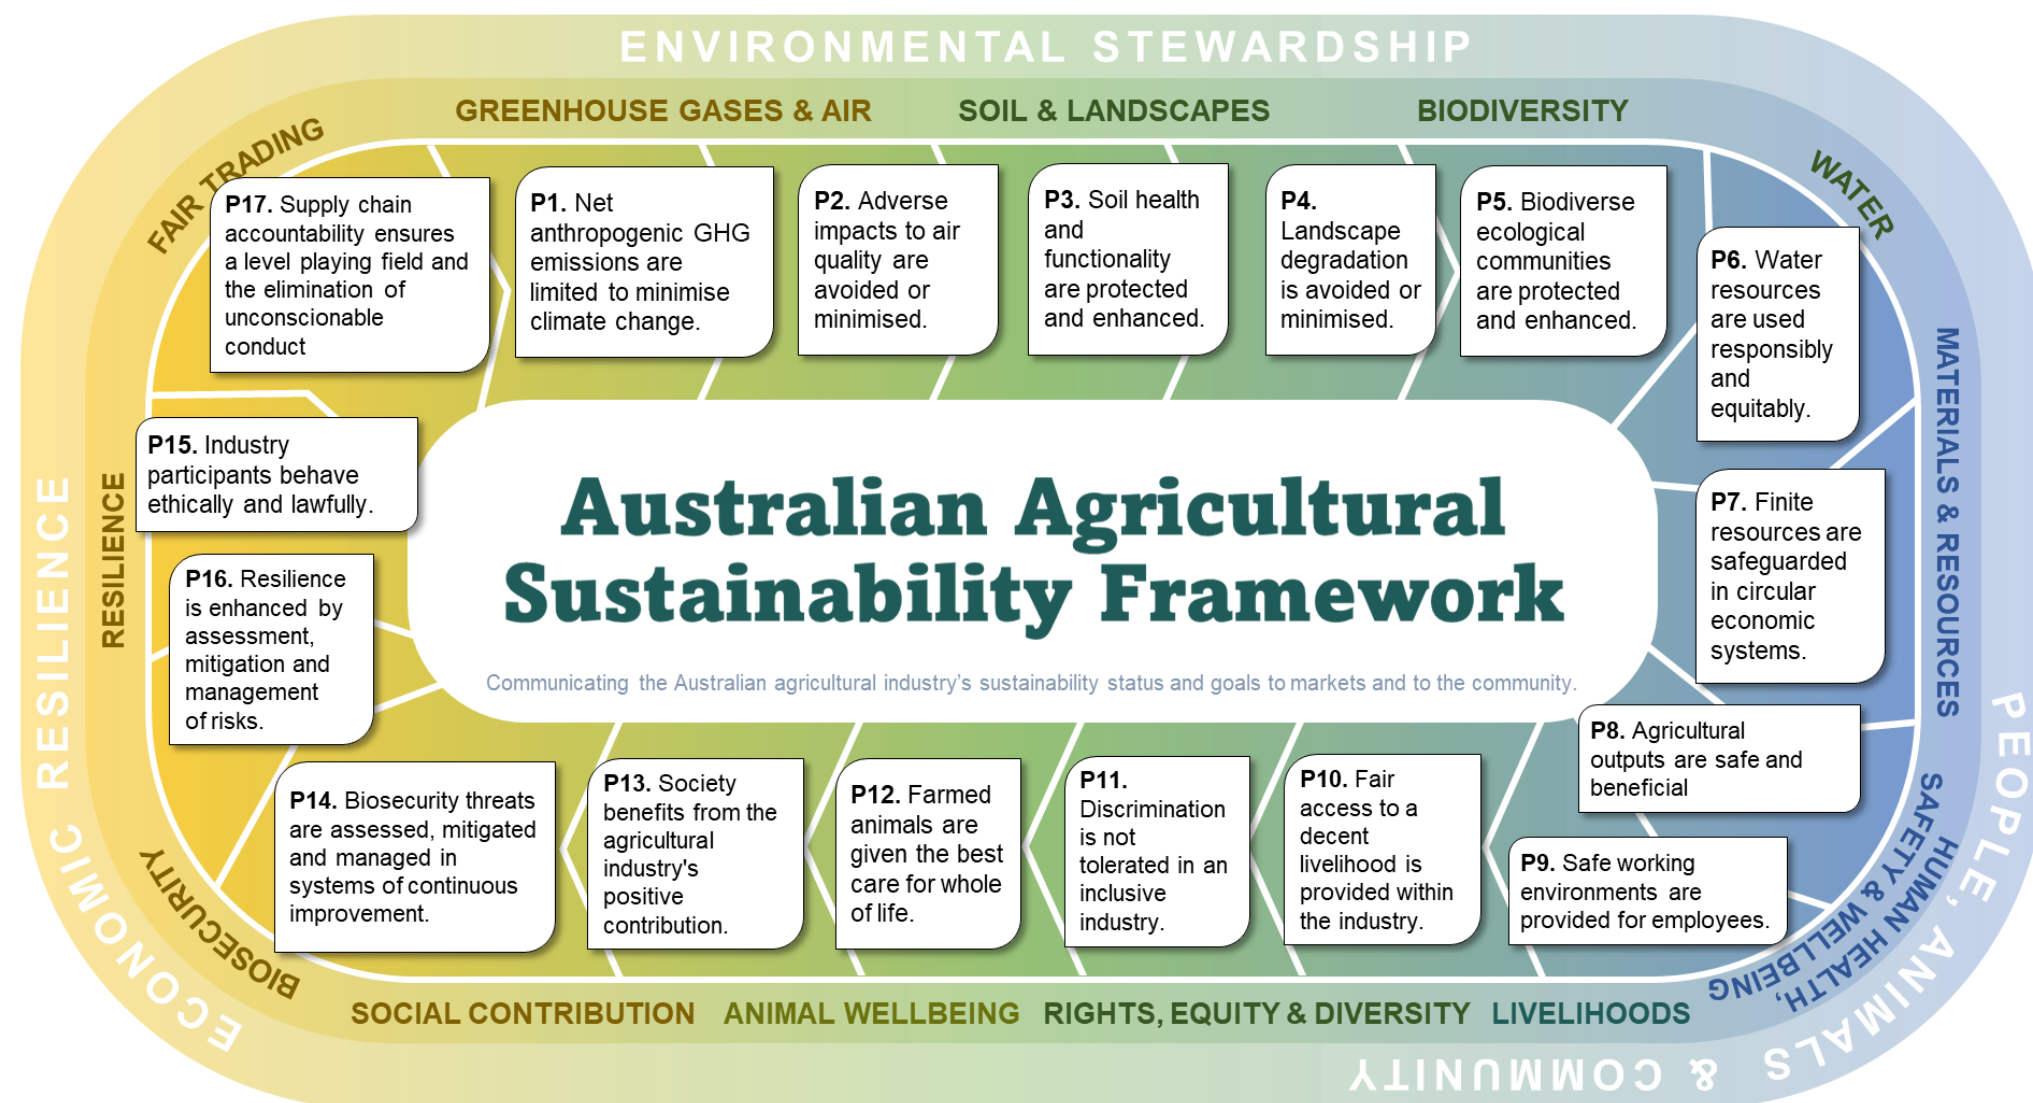 ENVIRONMENTAL STEWARDSHIP
GREENHOUSE GASES & AIR
SOIL & LANDSCAPES
BIODIVERSITY
WATER
MATERIALS & RESOURCES
HUMAN HEALTH,
SAFETY & WELLBEING
PEOPLE, ANIMALS & COMMUNITY
LIVELIHOODS
RIGHTS, EQUITY & DIVERSITY
ANIMAL WELLBEING
SOCIAL CONTRIBUTION
BIOSECURITY
ECONOMIC RESILIENCE
RESILIENCE
FAIR TRADING
P17. Supply chain
accountability ensures
a level playing field and
the elimination of
unconscionable
conduct
P1. Net
anthropogenic GHG
emissions are
limited to minimise
climate change.
P2. Adverse
impacts to air
quality are
avoided or
minimised.
P3. Soil health
and
functionality
are protected
and enhanced.
P4.
Landscape
degradation
is avoided or
minimised.
P5. Biodiverse
ecological
communities
are protected
and enhanced.
P6. Water
resources
are used
responsibly
and
equitably.
P15. Industry
participants behave
ethically and lawfully.
Australian Agricultural
Sustainability Framework
Communicating the Australian agricultural industry's sustainability status and goals to markets and to the community.
P7. Finite
resources are
safeguarded
in circular
economic
systems.
P16. Resilience
is enhanced by
assessment,
mitigation and
management
of risks.
P8. Agricultural
outputs are safe and
beneficial
P14. Biosecurity threats
are assessed, mitigated
and managed in
systems of continuous
improvement.
P13. Society
benefits from the
agricultural
industry's
positive
contribution.
P12. Farmed
animals are
given the best
care for whole
of life.
P11.
Discrimination
is not
tolerated in an
inclusive
industry.
P10. Fair
access to a
decent
livelihood is
provided within
the industry.
P9. Safe working
environments are
provided for employees.